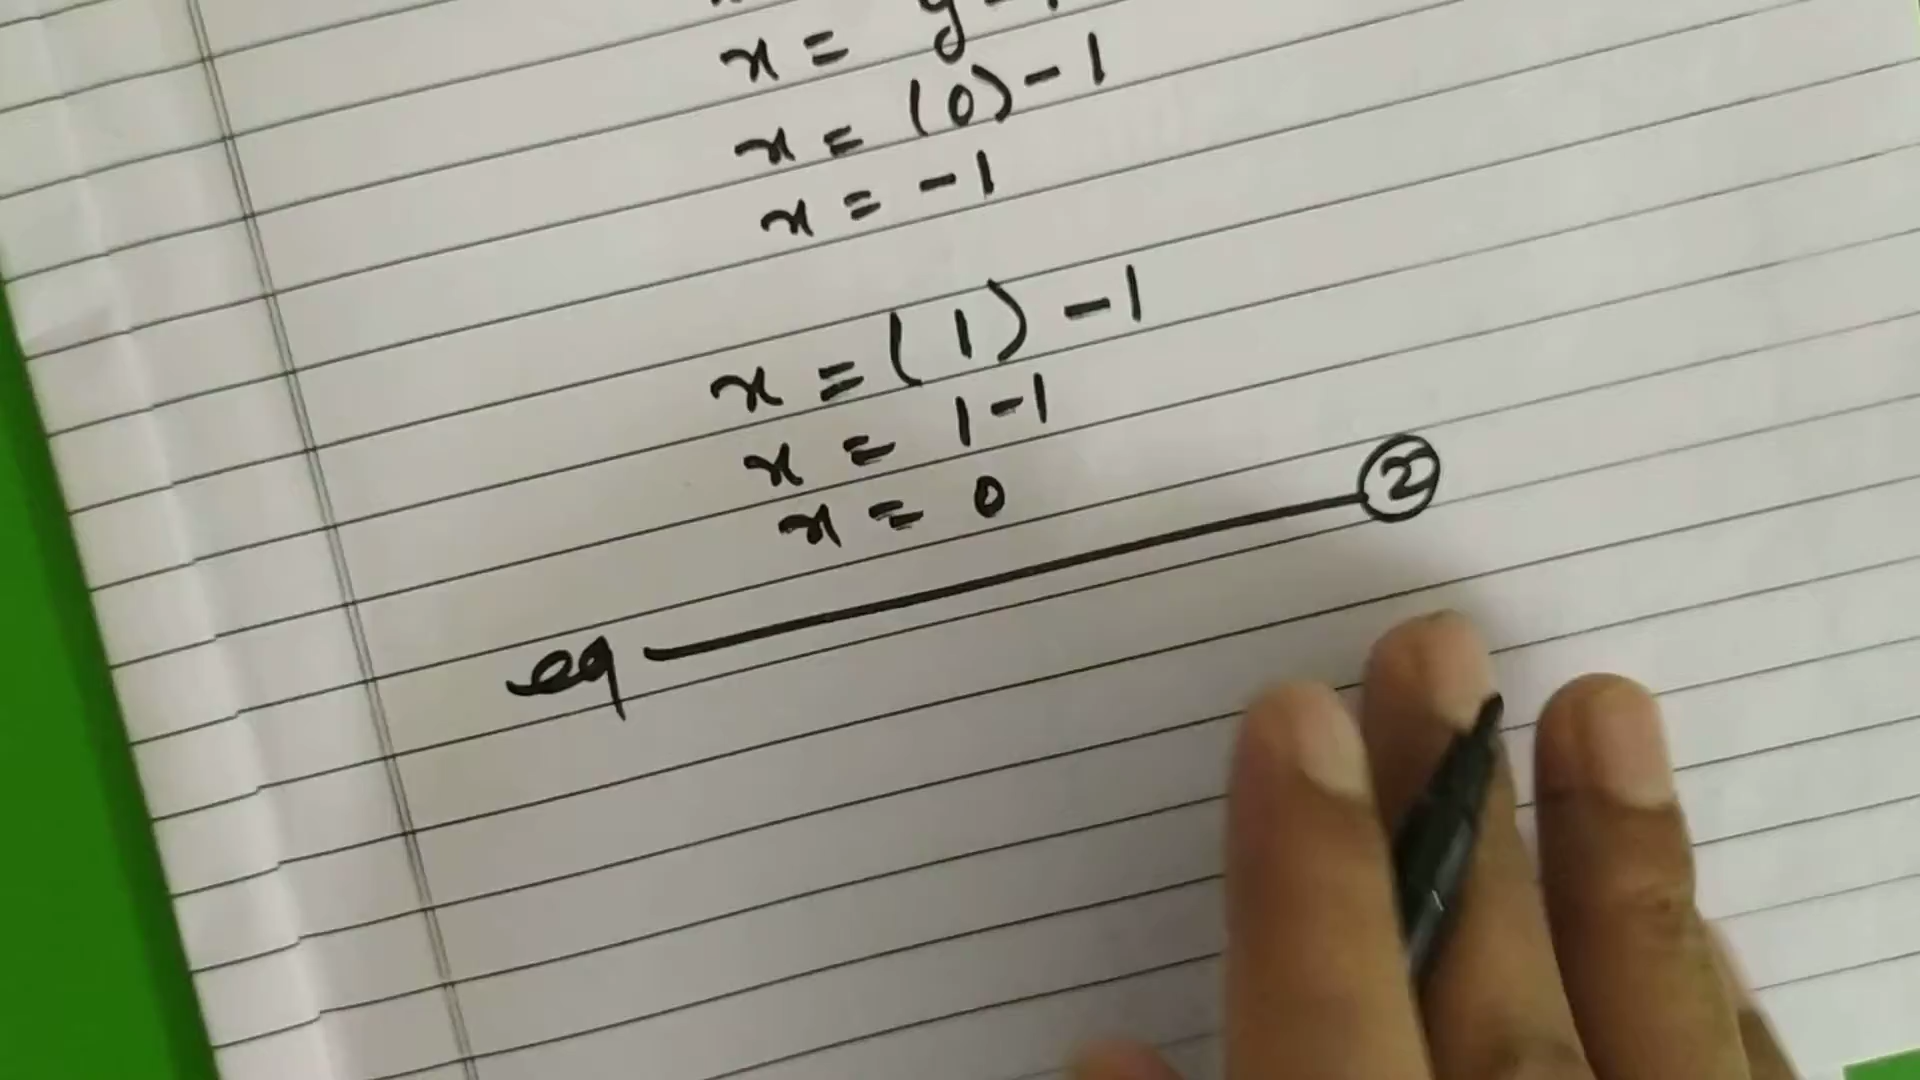 x = y -
x = (0) - 1
x = -1
x = (1) - 1
x = 1 - 1
x = 0
eq — 2